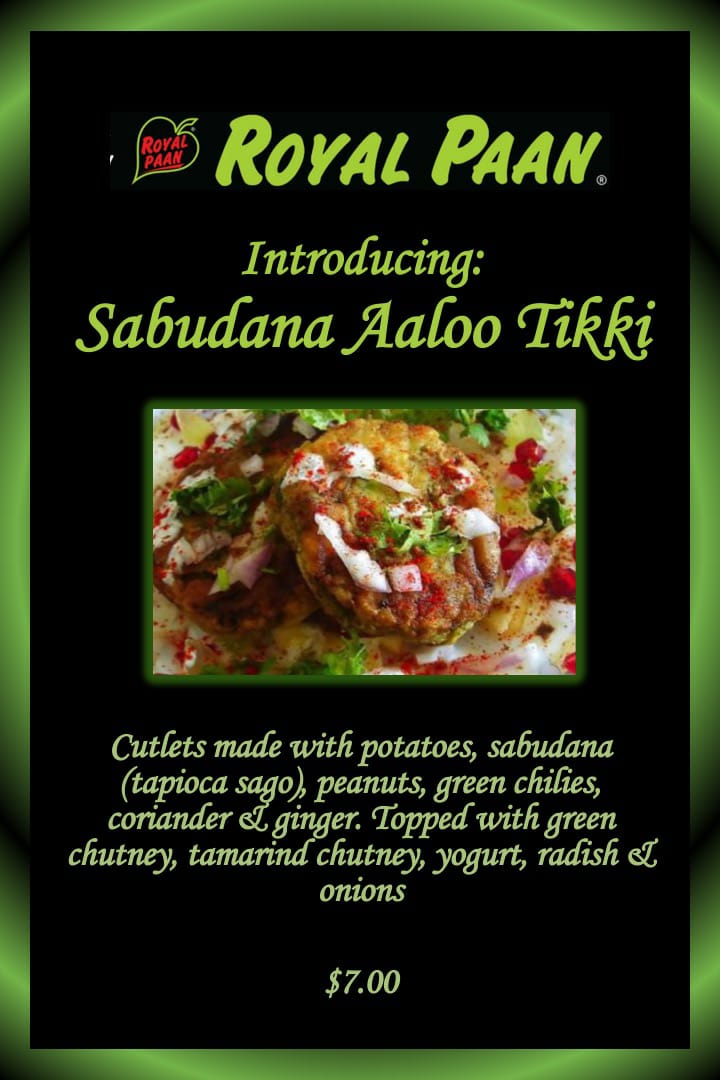 ROYAL
PAAN
ROYAL PAAN®
Introducing:
Sabudana Aaloo Tikki
Cutlets made with potatoes, sabudana
(tapioca sago), peanuts, green chilies,
coriander & ginger. Topped with green
chutney, tamarind chutney, yogurt, radish &
onions
$7.00